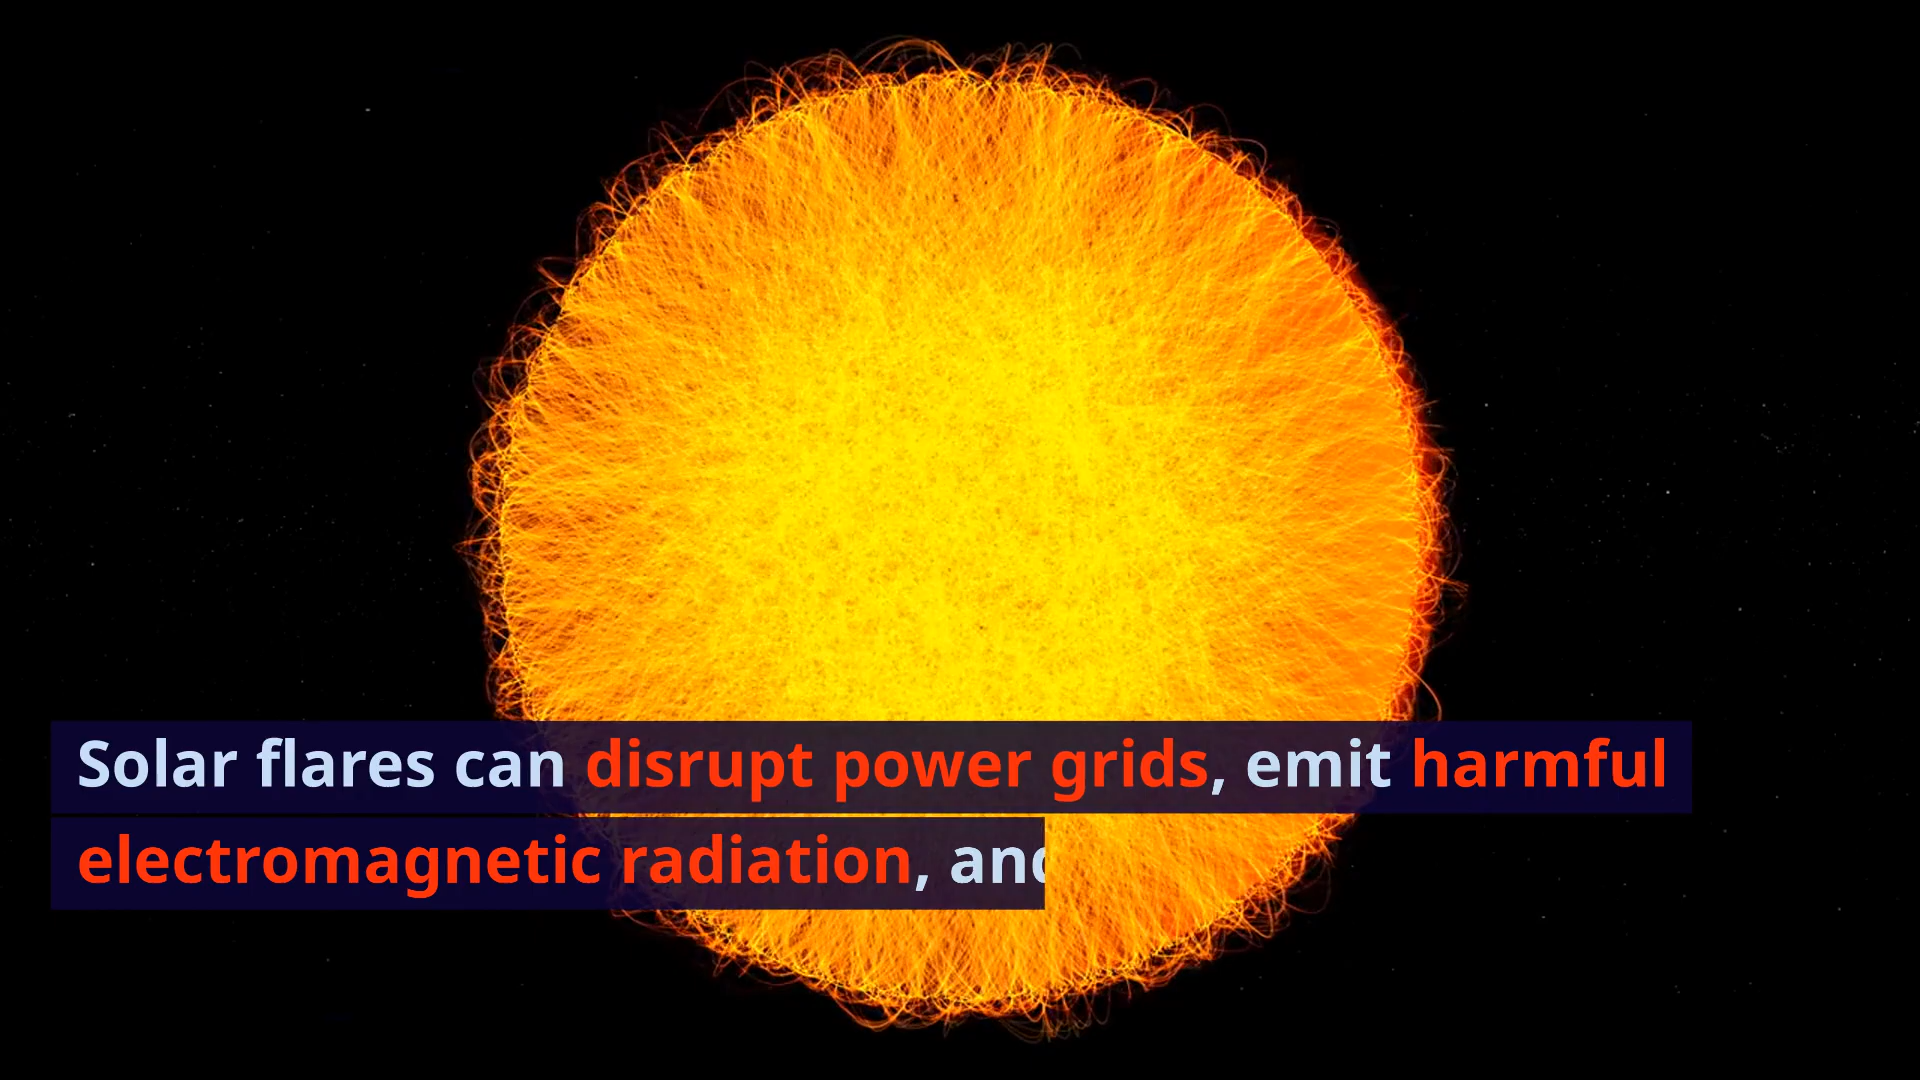 Solar flares can disrupt power grids, emit harmful
electromagnetic radiation, and